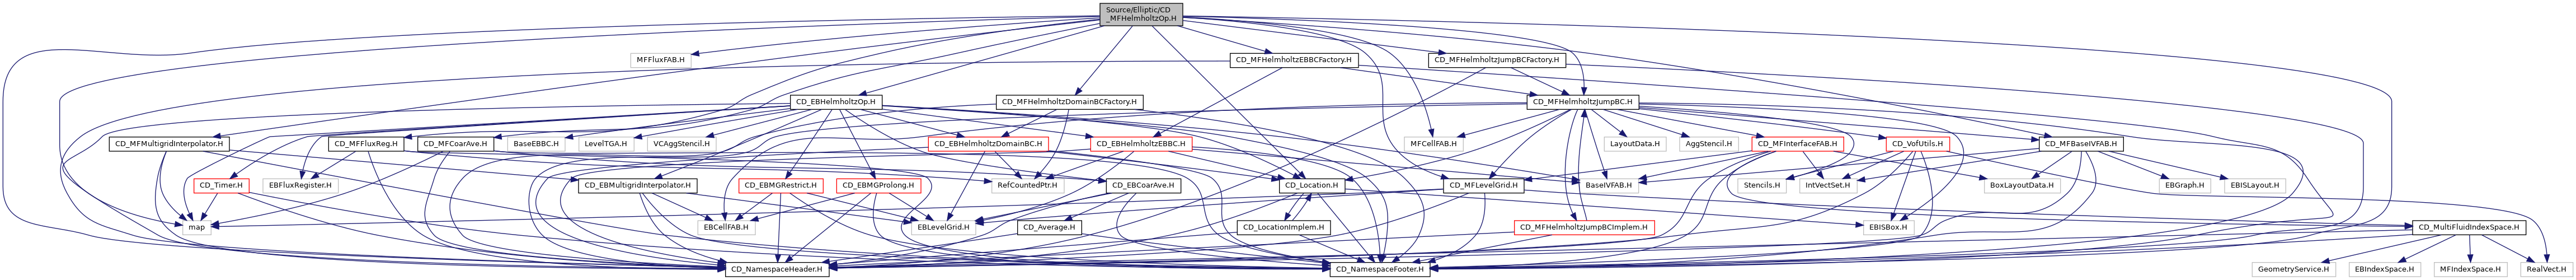 Source/Elliptic/CD
_MFHelmholtzOp.H
MFFluxFAB.H
CD_MFHelmholtzEBBCFactory.H
CD_MFHelmholtzJumpBCFactory.H
CD_EBHelmholtzOp.H
CD_MFHelmholtzDomainBCFactory.H
CD_MFHelmholtzJumpBC.H
CD_MFMultigridInterpolator.H
CD_MFFluxReg.H
CD_MFCoarAve.H
BaseEBBC.H
LevelTGA.H
VCAggStencil.H
CD_EBHelmholtzDomainBC.H
CD_EBHelmholtzEBBC.H
MFCellFAB.H
LayoutData.H
AggStencil.H
CD_MFInterfaceFAB.H
CD_VofUtils.H
CD_MFBaseIVFAB.H
CD_Timer.H
EBFluxRegister.H
CD_EBMultigridInterpolator.H
CD_EBMGRestrict.H
CD_EBMGProlong.H
RefCountedPtr.H
CD_EBCoarAve.H
CD_Location.H
CD_MFLevelGrid.H
BaseIVFAB.H
Stencils.H
IntVectSet.H
BoxLayoutData.H
EBGraph.H
EBISLayout.H
map
EBCellFAB.H
EBLevelGrid.H
CD_Average.H
CD_LocationImplem.H
CD_MFHelmholtzJumpBCImplem.H
EBISBox.H
CD_MultiFluidIndexSpace.H
CD_NamespaceHeader.H
CD_NamespaceFooter.H
GeometryService.H
EBIndexSpace.H
MFIndexSpace.H
RealVect.H